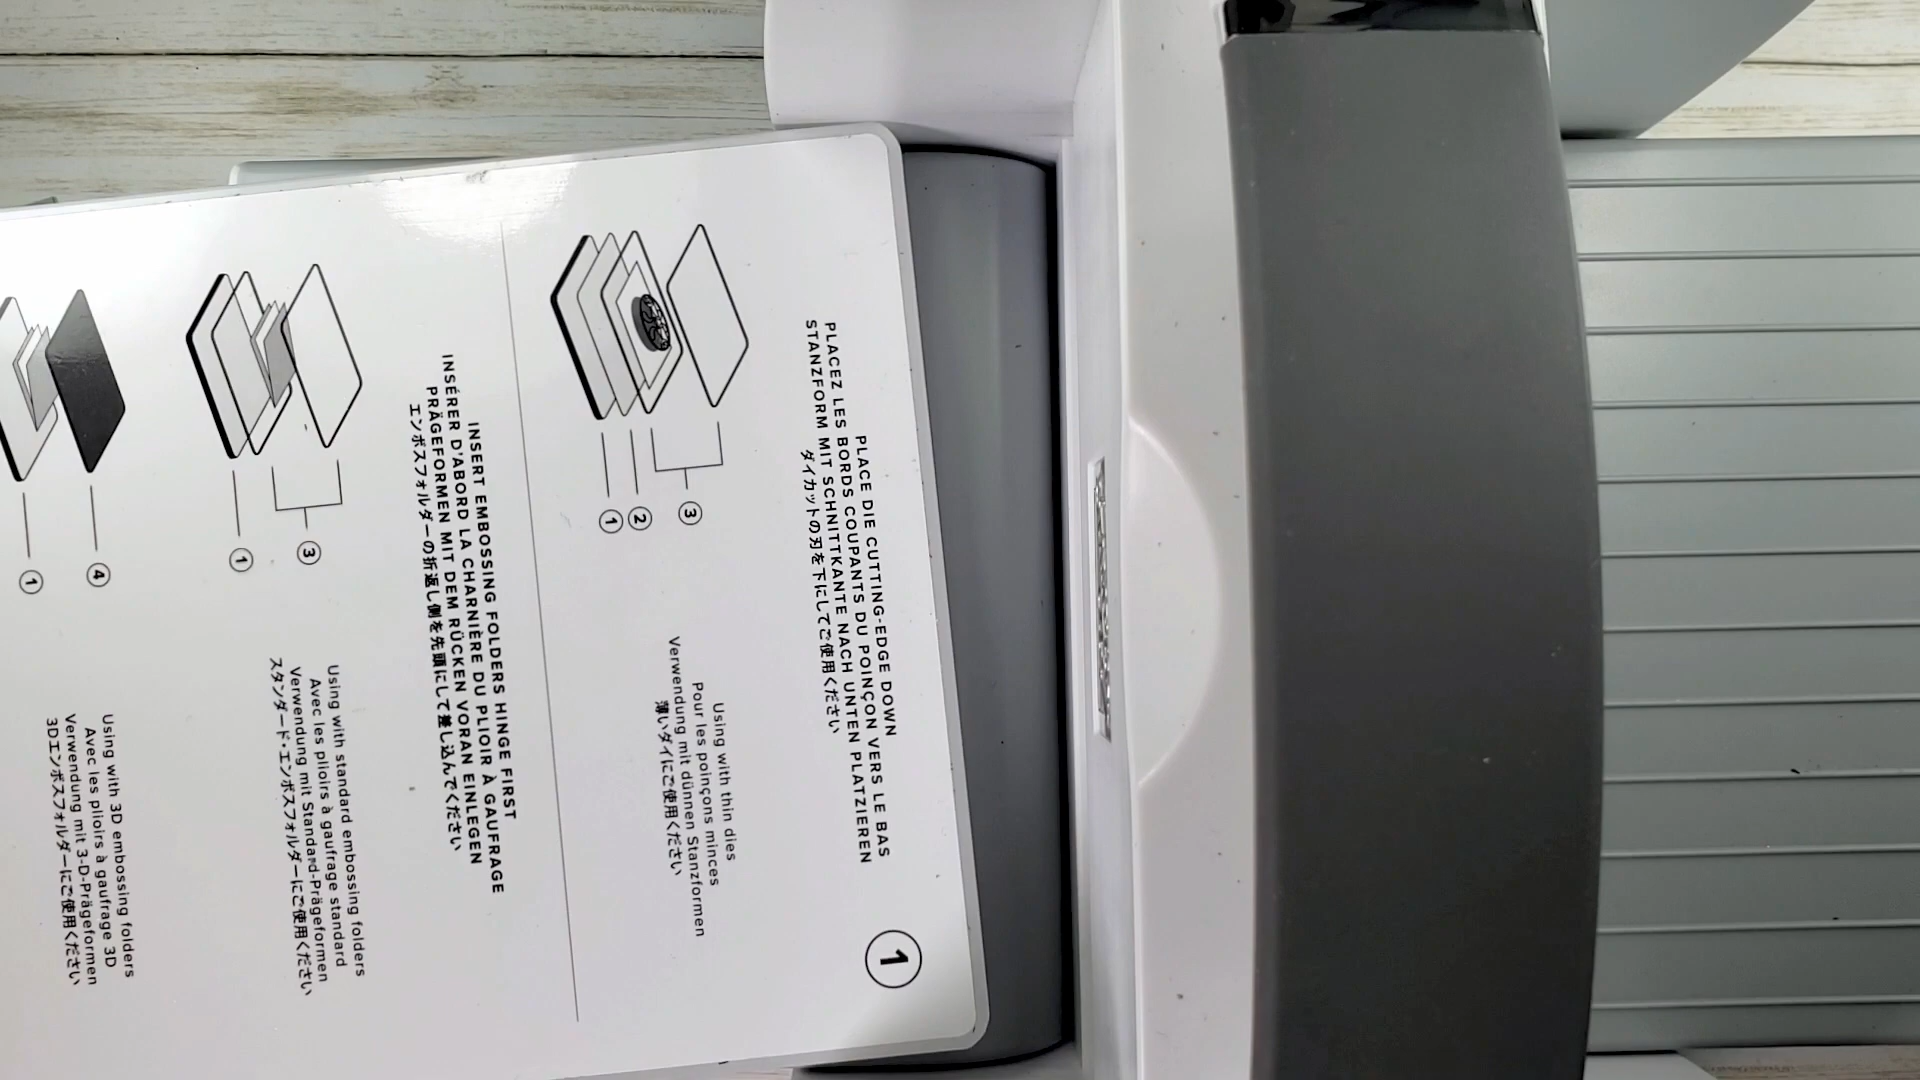 1
PLACE DIE CUTTING-EDGE DOWN
PLACEZ LES BORDS COUPANTS DU POINÇON VERS LE BAS
STANZFORM MIT SCHNITTKANTE NACH UNTEN PLATZIEREN
ダイカットの刃を下にしてご使用ください
3
2
1
Using with thin dies
Pour les poinçons minces
Verwendung mit dünnen Stanzformen
薄いダイにご使用ください
INSERT EMBOSSING FOLDERS HINGE FIRST
INSÉRER D'ABORD LA CHARNIÈRE DU PLIOIR À GAUFRAGE
PRÄGEFORMEN MIT DEM RÜCKEN VORAN EINLEGEN
エンボスフォルダーの折返し側を先頭にして差し込んでください
3
1
Using with standard embossing folders
Avec les plioirs à gaufrage standard
Verwendung mit Standard-Prägeformen
スタンダード・エンボスフォルダーにご使用ください
4
1
Using with 3D embossing folders
Avec les plioirs à gaufrage 3D
Verwendung mit 3-D-Prägeformen
3Dエンボスフォルダーにご使用ください